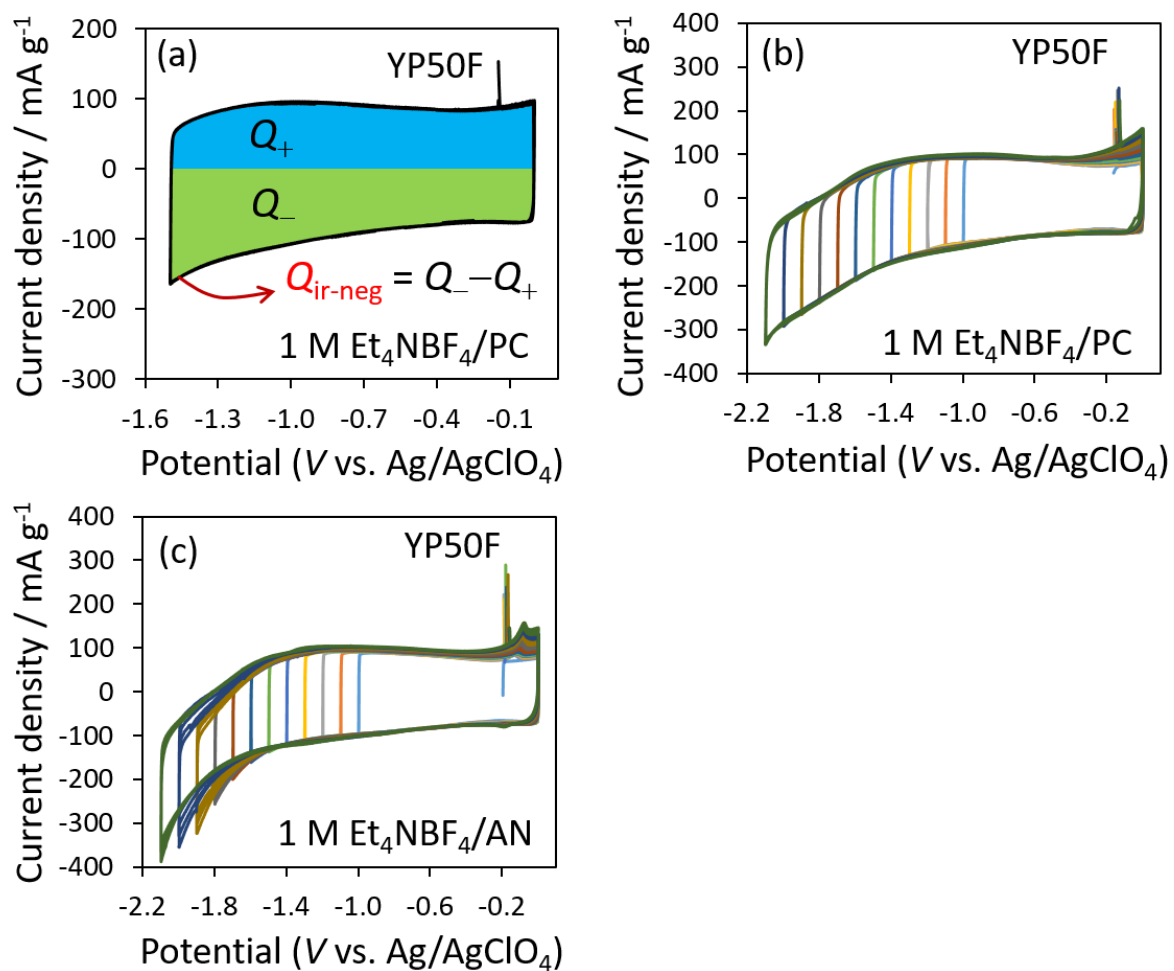 (a)
YP50F
Q₊
Q₋
Q_ir-neg = Q₋−Q₊
1 M Et₄NBF₄/PC
200
100
0
-100
-200
-300
-1.6 -1.3 -1.0 -0.7 -0.4 -0.1
Current density / mA g⁻¹
Potential (V vs. Ag/AgClO₄)
(b)
YP50F
1 M Et₄NBF₄/PC
400
300
200
100
0
-100
-200
-300
-400
-2.2 -1.8 -1.4 -1.0 -0.6 -0.2
Current density / mA g⁻¹
Potential (V vs. Ag/AgClO₄)
(c)
YP50F
1 M Et₄NBF₄/AN
400
300
200
100
0
-100
-200
-300
-400
-2.2 -1.8 -1.4 -1.0 -0.6 -0.2
Current density / mA g⁻¹
Potential (V vs. Ag/AgClO₄)